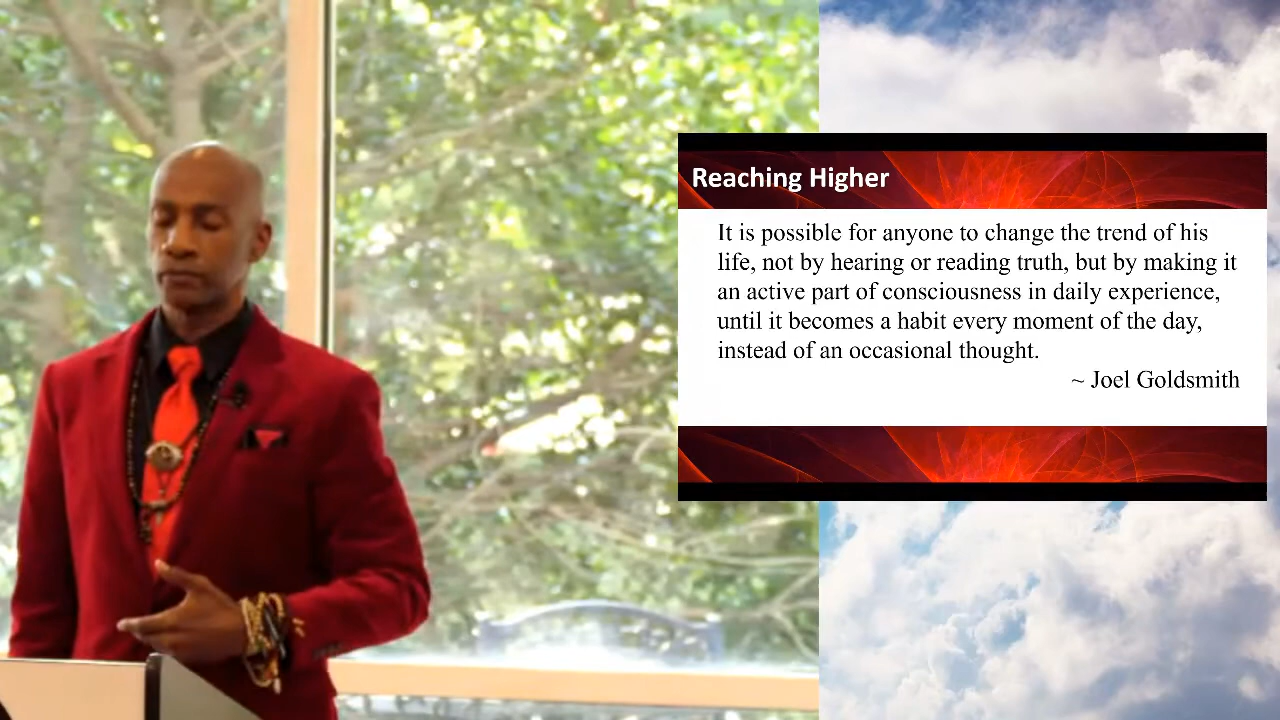 Reaching Higher
It is possible for anyone to change the trend of his
life, not by hearing or reading truth, but by making it
an active part of consciousness in daily experience,
until it becomes a habit every moment of the day,
instead of an occasional thought.
~ Joel Goldsmith